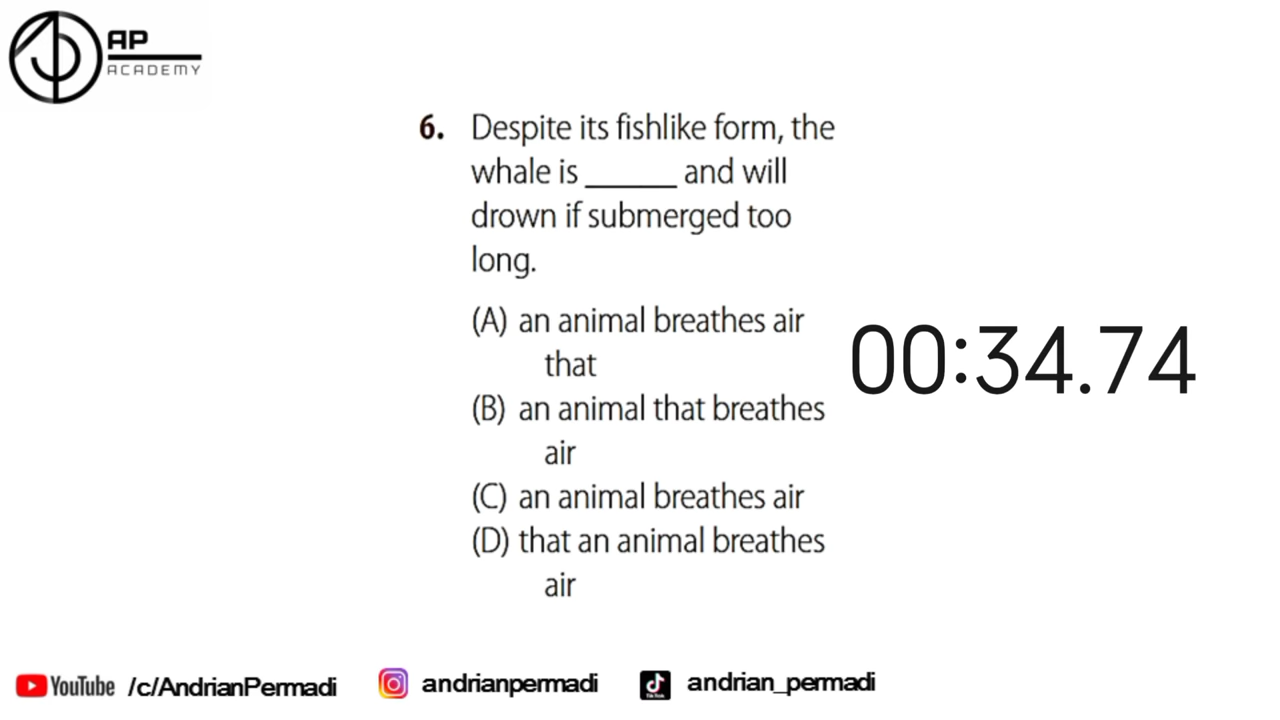 AP
ACADEMY
6. Despite its fishlike form, the
whale is ______ and will
drown if submerged too
long.
(A) an animal breathes air
that
(B) an animal that breathes
air
(C) an animal breathes air
(D) that an animal breathes
air
00:34.74
YouTube /c/AndrianPermadi
andrianpermadi
andrian_permadi